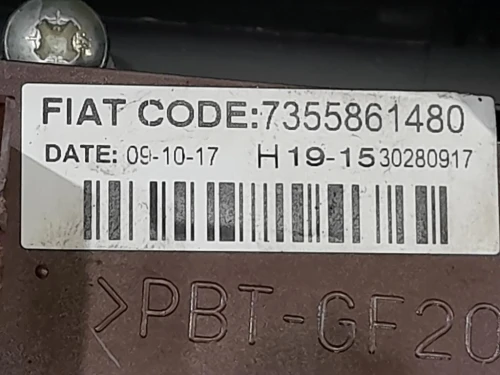 FIAT CODE:7355861480
DATE: 09-10-17 H 19-15 30280917
>PBT-GF20